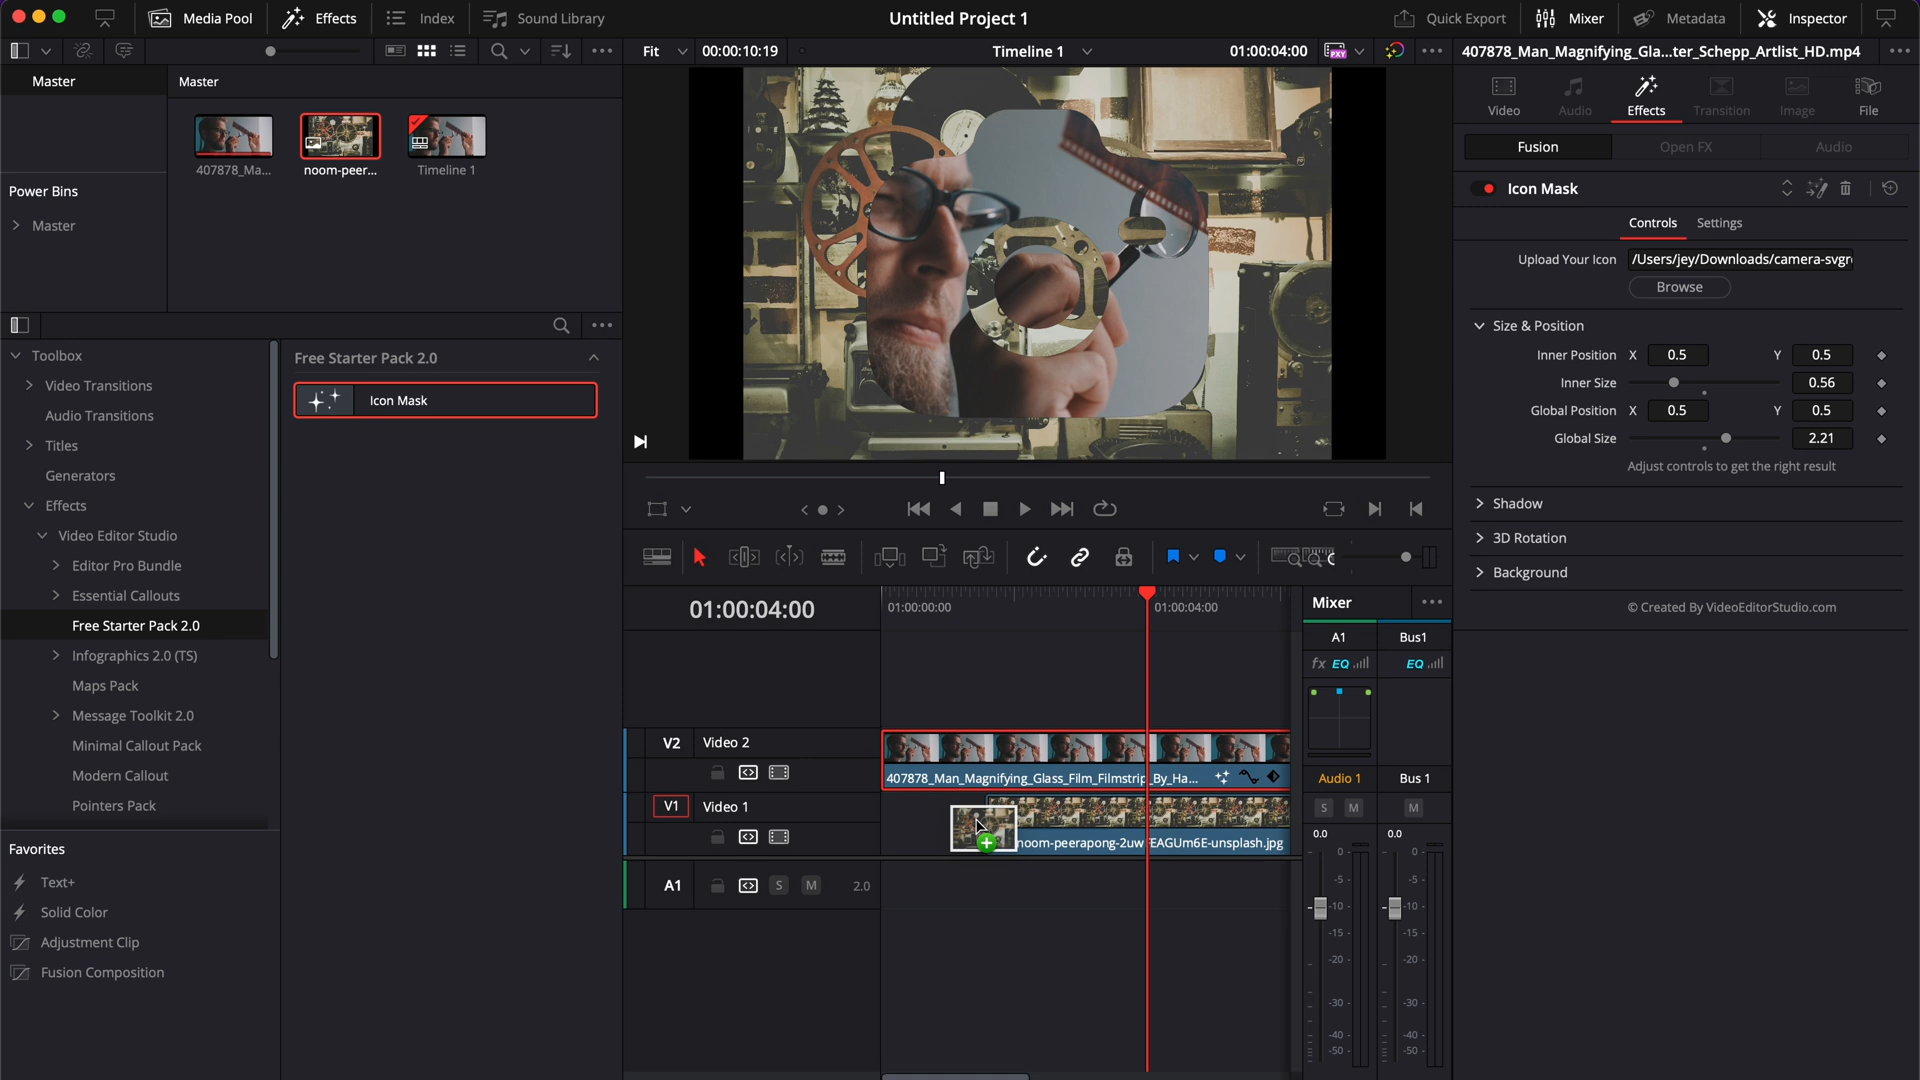 Media Pool
Effects
Index
Sound Library
Untitled Project 1
Quick Export
Mixer
Metadata
Inspector
Fit
00:00:10:19
Timeline 1
01:00:04:00
PXY
407878_Man_Magnifying_Gla...ter_Schepp_Artlist_HD.mp4
Master
Master
407878_Ma...
noom-peer...
Timeline 1
Power Bins
Master
Video
Audio
Effects
Transition
Image
File
Fusion
Open FX
Audio
Icon Mask
Controls
Settings
Upload Your Icon
/Users/jey/Downloads/camera-svgr
Browse
Size & Position
Inner Position X 0.5 Y 0.5
Inner Size 0.56
Global Position X 0.5 Y 0.5
Global Size 2.21
Adjust controls to get the right result
Shadow
3D Rotation
Background
© Created By VideoEditorStudio.com
Toolbox
Video Transitions
Audio Transitions
Titles
Generators
Effects
Video Editor Studio
Editor Pro Bundle
Essential Callouts
Free Starter Pack 2.0
Infographics 2.0 (TS)
Maps Pack
Message Toolkit 2.0
Minimal Callout Pack
Modern Callout
Pointers Pack
Favorites
Text+
Solid Color
Adjustment Clip
Fusion Composition
Free Starter Pack 2.0
Icon Mask
01:00:04:00
01:00:00:00
01:00:04:00
V2 Video 2
407878_Man_Magnifying_Glass_Film_Filmstrip_By_Ha...
V1 Video 1
noom-peerapong-2uw EAGUm6E-unsplash.jpg
A1 S M 2.0
Mixer
A1 Bus1
fx EQ EQ
Audio 1 Bus 1
S M M
0.0 0.0
0 0
-5 -5
-10 -10
-15 -15
-20 -20
-30 -30
-40 -40
-50 -50